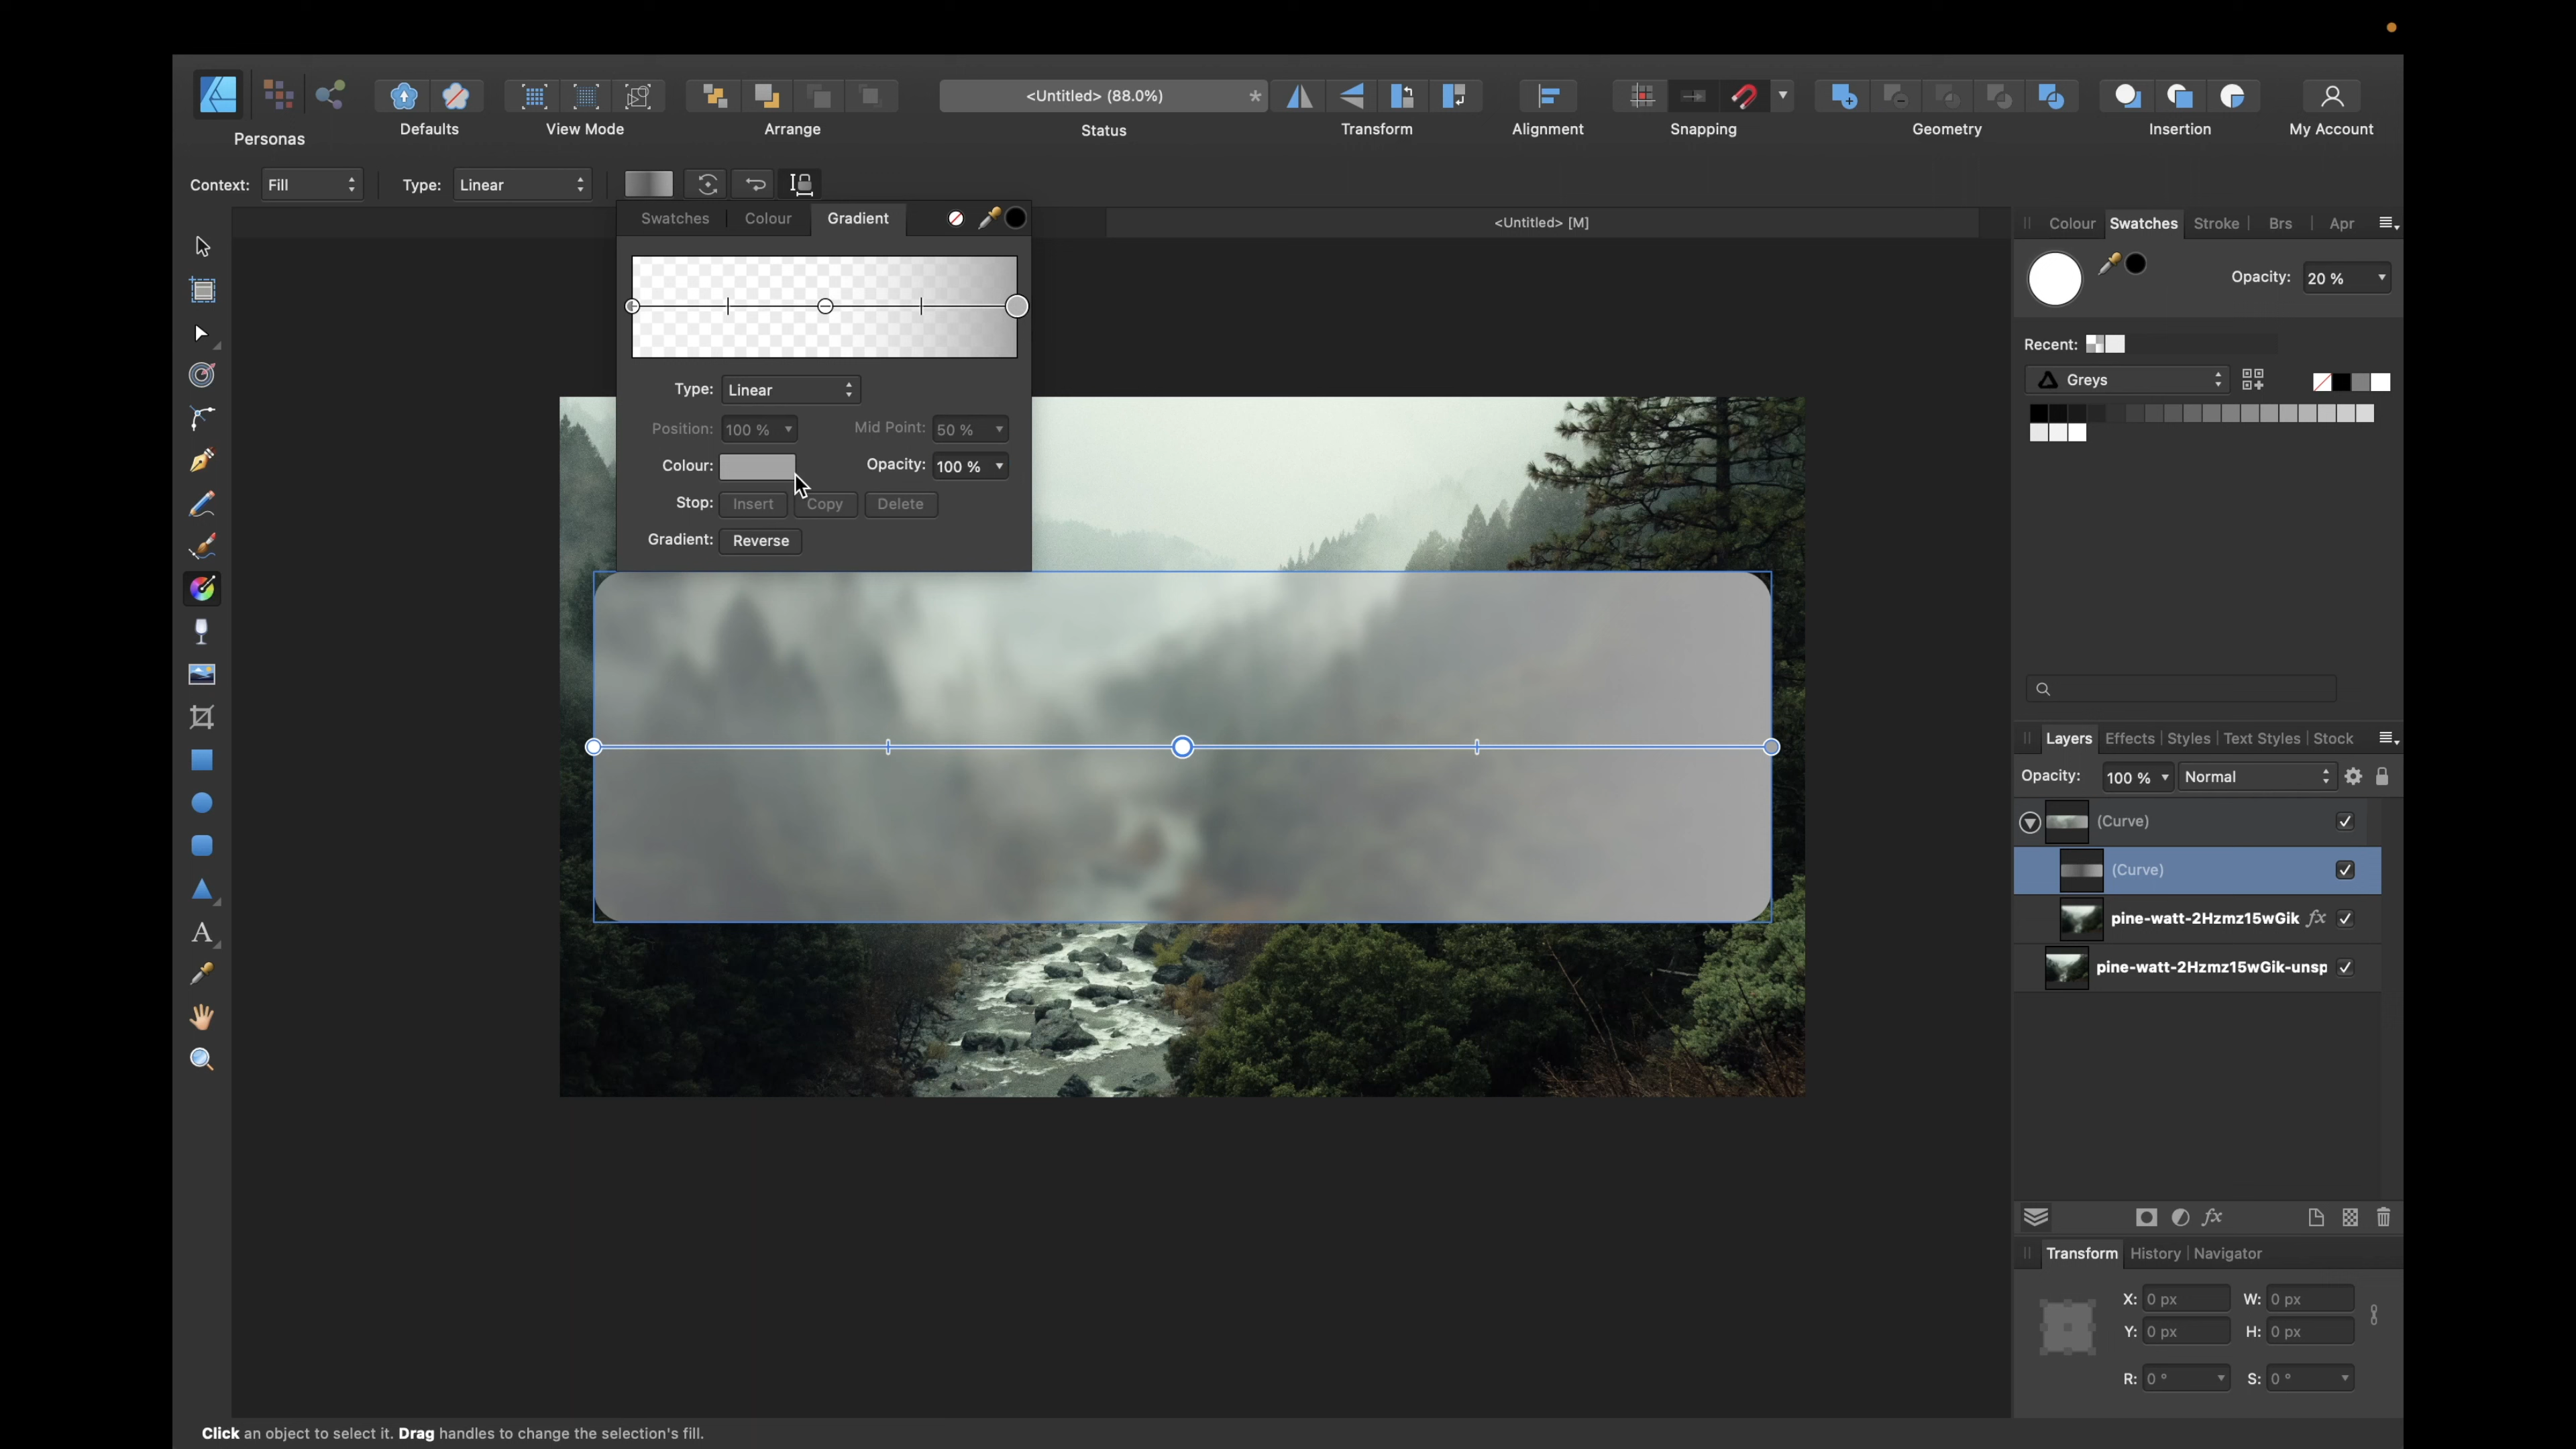 <Untitled> (88.0%)
*
Personas
Defaults
View Mode
Arrange
Status
Transform
Alignment
Snapping
Geometry
Insertion
My Account
Context: Fill
Type: Linear
Swatches
Colour
Gradient
<Untitled> [M]
Colour
Swatches
Stroke
Brs
Apr
Opacity: 20 %
Recent:
Greys
Type: Linear
Position: 100 %
Mid Point: 50 %
Colour:
Opacity: 100 %
Stop: Insert Copy Delete
Gradient: Reverse
Layers Effects Styles Text Styles Stock
Opacity: 100 % Normal
(Curve)
(Curve)
pine-watt-2Hzmz15wGik fx
pine-watt-2Hzmz15wGik-unsp
fx
Transform History Navigator
X: 0 px W: 0 px
Y: 0 px H: 0 px
R: 0 ° S: 0 °
Click an object to select it. Drag handles to change the selection's fill.